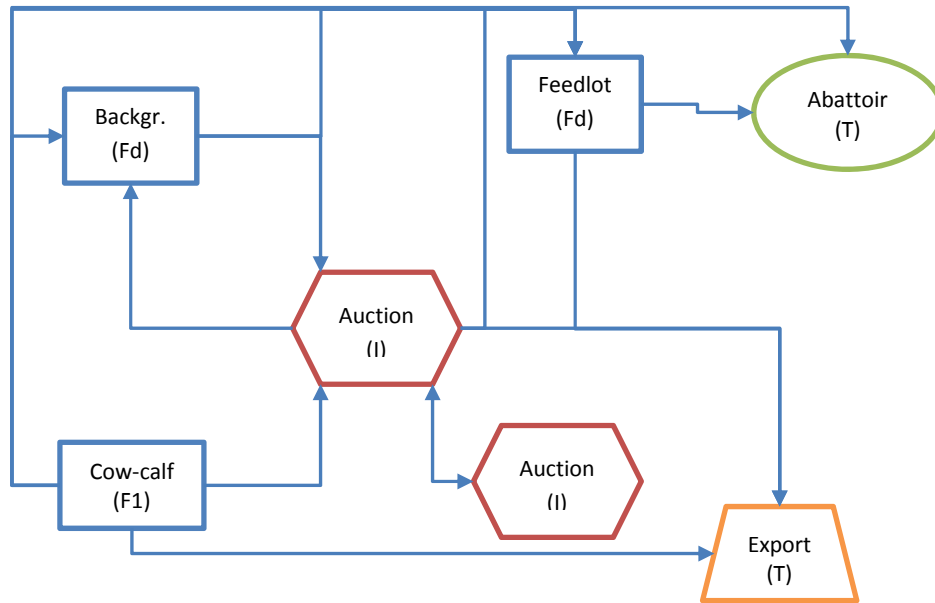 Feedlot
(Fd)
Abattoir
(T)
Backgr.
(Fd)
Auction
(I)
Cow-calf
(F1)
Auction
(I)
Export
(T)